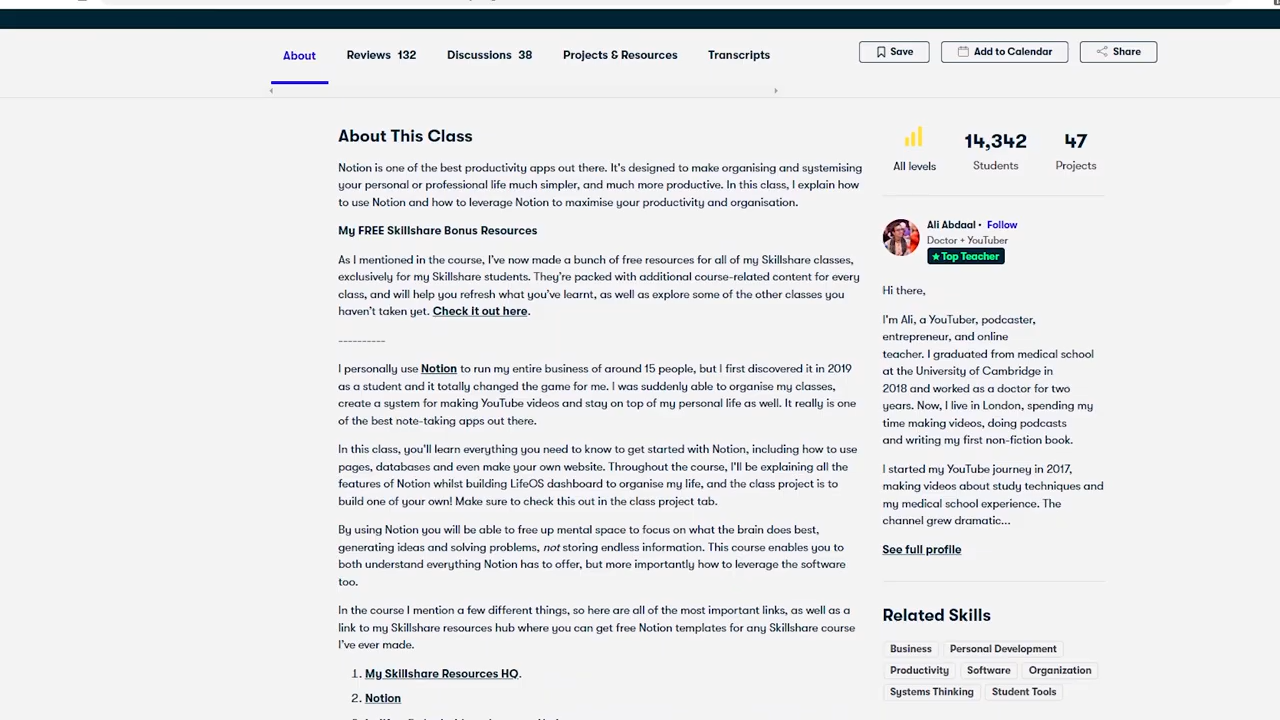 About
Reviews 132
Discussions 38
Projects & Resources
Transcripts
Save
Add to Calendar
Share
About This Class
Notion is one of the best productivity apps out there. It's designed to make organising and systemising
your personal or professional life much simpler, and much more productive. In this class, I explain how
to use Notion and how to leverage Notion to maximise your productivity and organisation.
My FREE Skillshare Bonus Resources
As I mentioned in the course, I've now made a bunch of free resources for all of my Skillshare classes,
exclusively for my Skillshare students. They're packed with additional course-related content for every
class, and will help you refresh what you've learnt, as well as explore some of the other classes you
haven't taken yet. Check it out here.
----------
I personally use Notion to run my entire business of around 15 people, but I first discovered it in 2019
as a student and it totally changed the game for me. I was suddenly able to organise my classes,
create a system for making YouTube videos and stay on top of my personal life as well. It really is one
of the best note-taking apps out there.
In this class, you'll learn everything you need to know to get started with Notion, including how to use
pages, databases and even make your own website. Throughout the course, I'll be explaining all the
features of Notion whilst building LifeOS dashboard to organise my life, and the class project is to
build one of your own! Make sure to check this out in the class project tab.
By using Notion you will be able to free up mental space to focus on what the brain does best,
generating ideas and solving problems, not storing endless information. This course enables you to
both understand everything Notion has to offer, but more importantly how to leverage the software
too.
In the course I mention a few different things, so here are all of the most important links, as well as a
link to my Skillshare resources hub where you can get free Notion templates for any Skillshare course
I've ever made.
1. My Skillshare Resources HQ.
2. Notion
All levels
14,342
Students
47
Projects
Ali Abdaal • Follow
Doctor + YouTuber
Top Teacher
Hi there,
I'm Ali, a YouTuber, podcaster,
entrepreneur, and online
teacher. I graduated from medical school
at the University of Cambridge in
2018 and worked as a doctor for two
years. Now, I live in London, spending my
time making videos, doing podcasts
and writing my first non-fiction book.
I started my YouTube journey in 2017,
making videos about study techniques and
my medical school experience. The
channel grew dramatic...
See full profile
Related Skills
Business
Personal Development
Productivity
Software
Organization
Systems Thinking
Student Tools